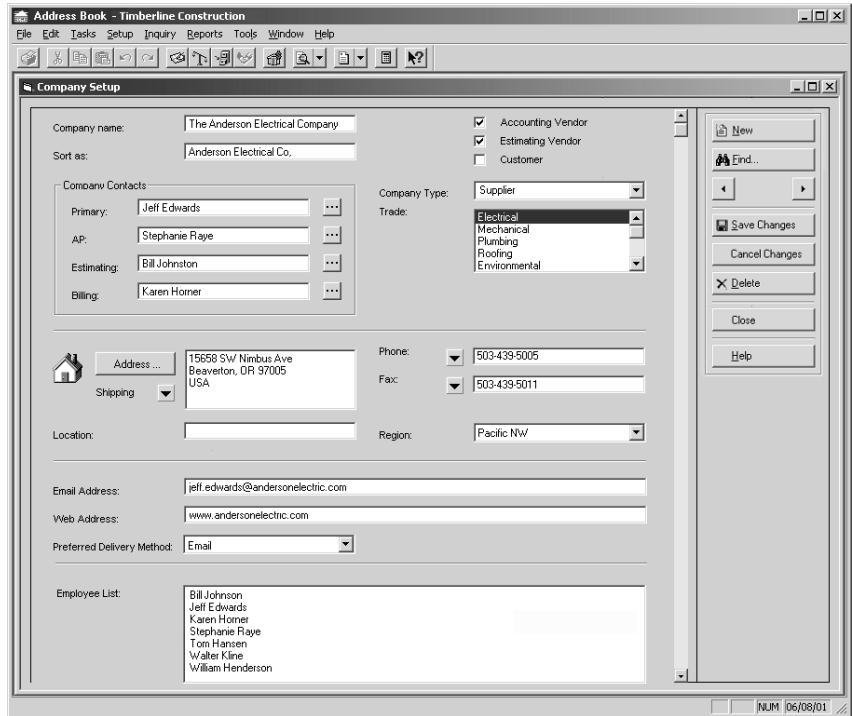 Address Book - Timberline Construction
File Edit Tasks Setup Inquiry Reports Tools Window Help
Company Setup
Company name: The Anderson Electrical Company
Sort as: Anderson Electrical Co,
Accounting Vendor
Estimating Vendor
Customer
Company Contacts
Primary: Jeff Edwards ...
AP: Stephanie Raye ...
Estimating: Bill Johnston ...
Billing: Karen Horner ...
Company Type: Supplier
Trade: Electrical
Mechanical
Plumbing
Roofing
Environmental
Address ...
Shipping
15658 SW Nimbus Ave
Beaverton, OR 97005
USA
Phone: 503-439-5005
Fax: 503-439-5011
Location:
Region: Pacific NW
Email Address: jeff.edwards@andersonelectric.com
Web Address: www.andersonelectric.com
Preferred Delivery Method: Email
Employee List: Bill Johnson
Jeff Edwards
Karen Horner
Stephanie Raye
Tom Hansen
Walter Kline
William Henderson
New
Find...
Save Changes
Cancel Changes
Delete
Close
Help
NUM 06/08/01